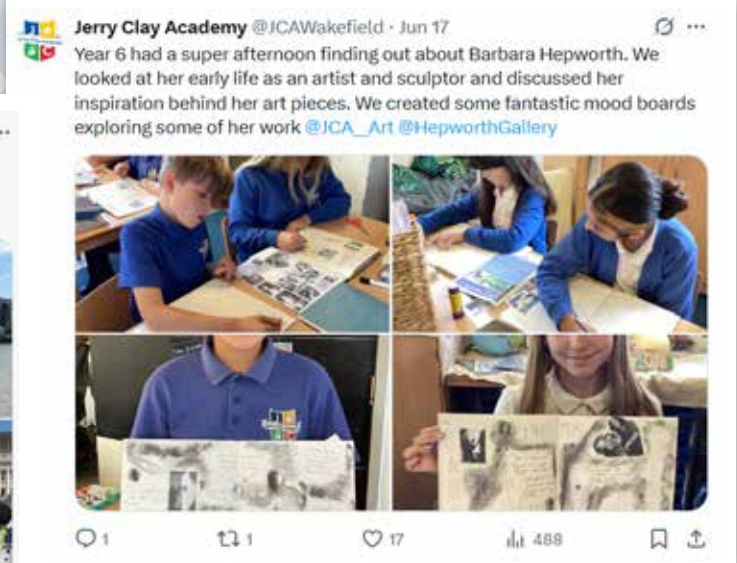 Jerry Clay Academy @JCAWakefield · Jun 17
Year 6 had a super afternoon finding out about Barbara Hepworth. We
looked at her early life as an artist and sculptor and discussed her
inspiration behind her art pieces. We created some fantastic mood boards
exploring some of her work @JCA__Art @HepworthGallery
1
1
17
488